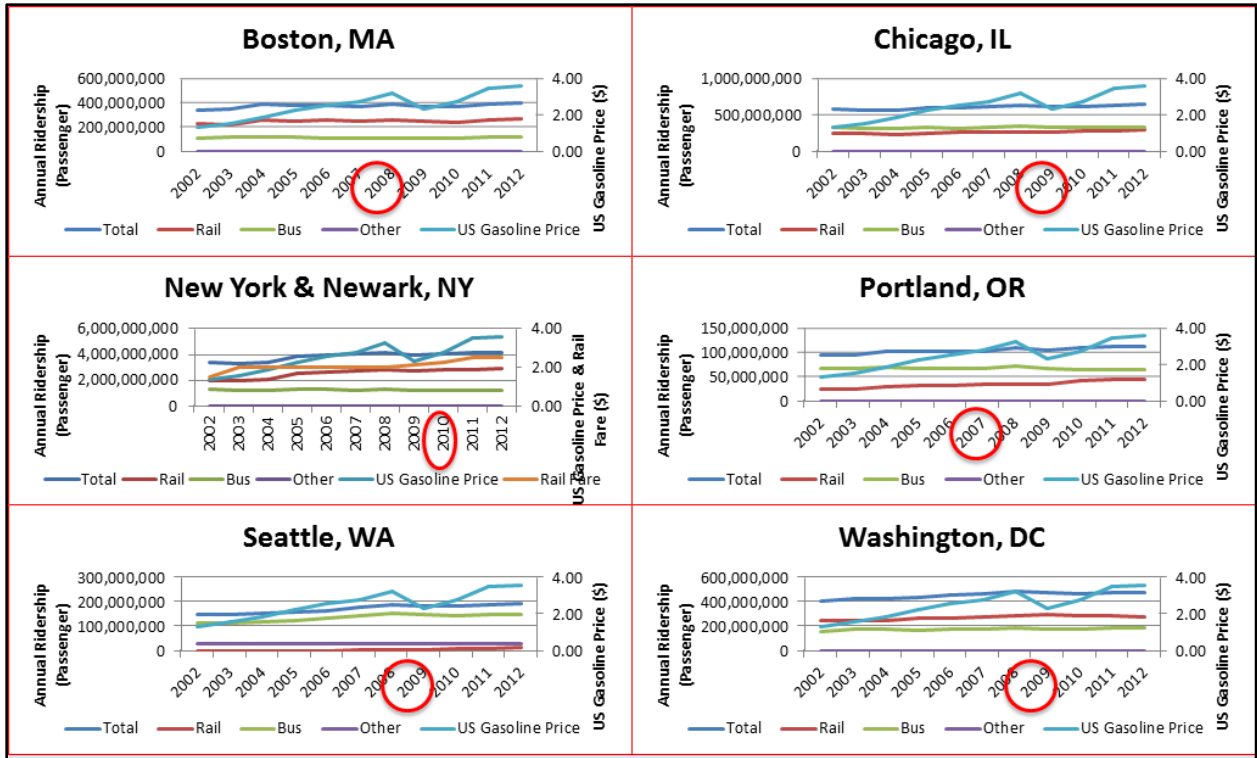 Boston, MA
Annual Ridership
(Passenger)
600,000,000
400,000,000
200,000,000
0
4.00
2.00
0.00
US Gasoline Price ($)
2002 2003 2004 2005 2006 2007 2008 2009 2010 2011 2012
Total Rail Bus Other US Gasoline Price
Chicago, IL
Annual Ridership
(Passenger)
1,000,000,000
500,000,000
0
4.00
2.00
0.00
US Gasoline Price ($)
2002 2003 2004 2005 2006 2007 2008 2009 2010 2011 2012
Total Rail Bus Other US Gasoline Price
New York & Newark, NY
Annual Ridership
(Passenger)
6,000,000,000
4,000,000,000
2,000,000,000
0
4.00
2.00
0.00
US Gasoline Price & Rail
Fare ($)
2002 2003 2004 2005 2006 2007 2008 2009 2010 2011 2012
Total Rail Bus Other US Gasoline Price Rail Fare
Portland, OR
Annual Ridership
(Passenger)
150,000,000
100,000,000
50,000,000
0
4.00
2.00
0.00
US Gasoline Price ($)
2002 2003 2004 2005 2006 2007 2008 2009 2010 2011 2012
Total Rail Bus Other US Gasoline Price
Seattle, WA
Annual Ridership
(Passenger)
300,000,000
200,000,000
100,000,000
0
4.00
2.00
0.00
US Gasoline Price ($)
2002 2003 2004 2005 2006 2007 2008 2009 2010 2011 2012
Total Rail Bus Other US Gasoline Price
Washington, DC
Annual Ridership
(Passenger)
600,000,000
400,000,000
200,000,000
0
4.00
2.00
0.00
US Gasoline Price ($)
2002 2003 2004 2005 2006 2007 2008 2009 2010 2011 2012
Total Rail Bus Other US Gasoline Price